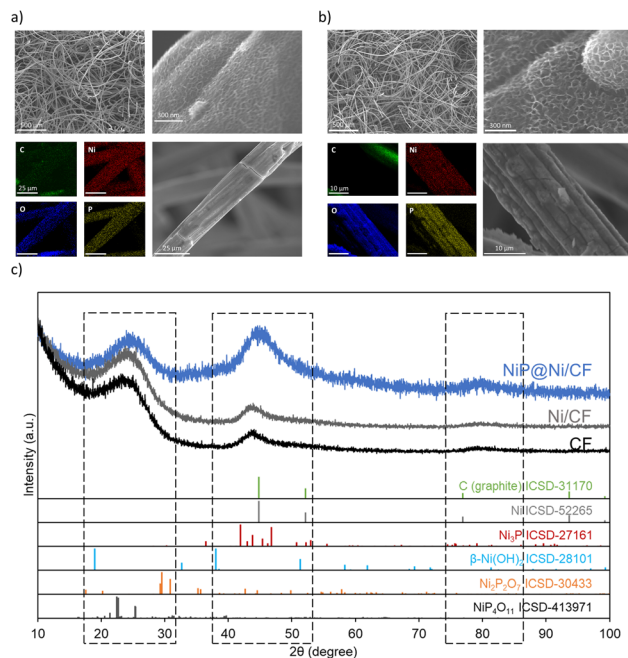 a)
b)
500 µm
300 nm
500 µm
300 nm
C
25 µm
Ni
O
P
25 µm
C
10 µm
Ni
O
P
10 µm
c)
NiP@Ni/CF
Ni/CF
CF
Intensity (a.u.)
C (graphite) ICSD-31170
Ni ICSD-52265
Ni₃P ICSD-27161
β-Ni(OH)₂ ICSD-28101
Ni₂P₂O₇ ICSD-30433
NiP₄O₁₁ ICSD-413971
10 20 30 40 50 60 70 80 90 100
2θ (degree)